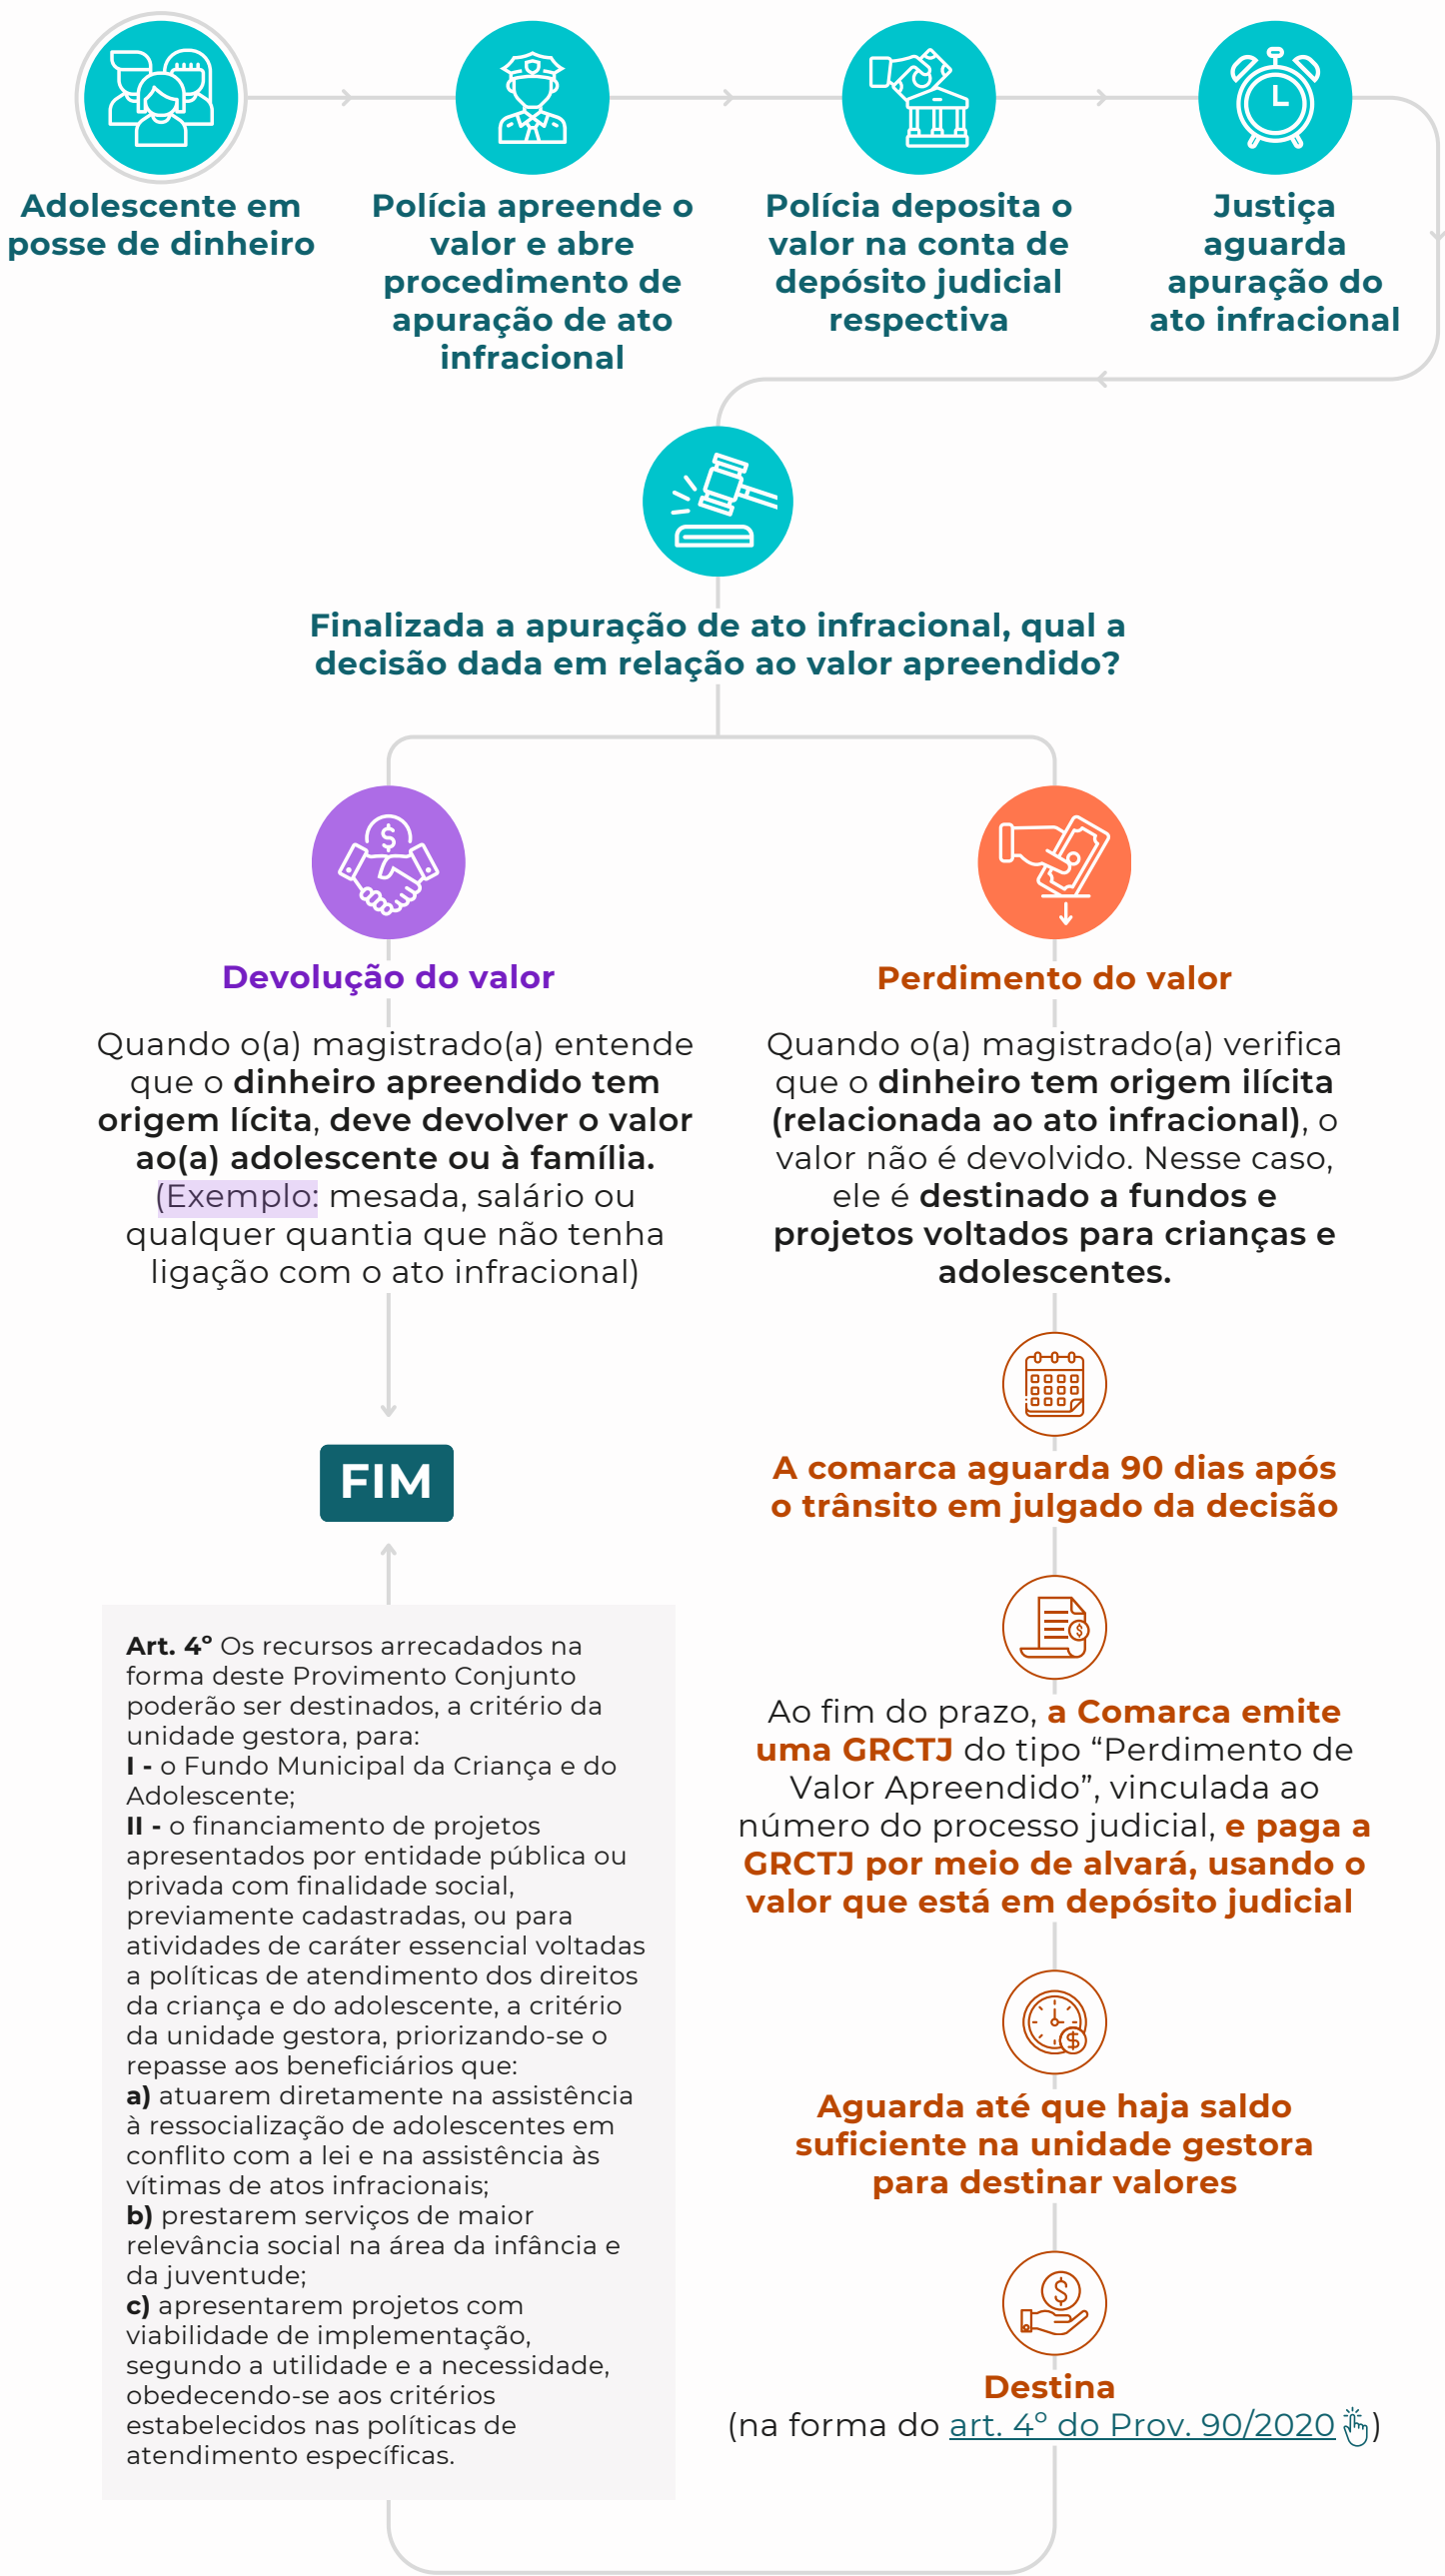 Adolescente em
posse de dinheiro
Polícia apreende o
valor e abre
procedimento de
apuração de ato
infracional
Polícia deposita o
valor na conta de
depósito judicial
respectiva
Justiça
aguarda
apuração do
ato infracional
Finalizada a apuração de ato infracional, qual a
decisão dada em relação ao valor apreendido?
Devolução do valor
Quando o(a) magistrado(a) entende
que o dinheiro apreendido tem
origem lícita, deve devolver o valor
ao(a) adolescente ou à família.
(Exemplo: mesada, salário ou
qualquer quantia que não tenha
ligação com o ato infracional)
FIM
Perdimento do valor
Quando o(a) magistrado(a) verifica
que o dinheiro tem origem ilícita
(relacionada ao ato infracional), o
valor não é devolvido. Nesse caso,
ele é destinado a fundos e
projetos voltados para crianças e
adolescentes.
A comarca aguarda 90 dias após
o trânsito em julgado da decisão
Ao fim do prazo, a Comarca emite
uma GRCTJ do tipo “Perdimento de
Valor Apreendido”, vinculada ao
número do processo judicial, e paga a
GRCTJ por meio de alvará, usando o
valor que está em depósito judicial
Aguarda até que haja saldo
suficiente na unidade gestora
para destinar valores
Destina
(na forma do art. 4º do Prov. 90/2020)
Art. 4º Os recursos arrecadados na
forma deste Provimento Conjunto
poderão ser destinados, a critério da
unidade gestora, para:
I - o Fundo Municipal da Criança e do
Adolescente;
II - o financiamento de projetos
apresentados por entidade pública ou
privada com finalidade social,
previamente cadastradas, ou para
atividades de caráter essencial voltadas
a políticas de atendimento dos direitos
da criança e do adolescente, a critério
da unidade gestora, priorizando-se o
repasse aos beneficiários que:
a) atuarem diretamente na assistência
à ressocialização de adolescentes em
conflito com a lei e na assistência às
vítimas de atos infracionais;
b) prestarem serviços de maior
relevância social na área da infância e
da juventude;
c) apresentarem projetos com
viabilidade de implementação,
segundo a utilidade e a necessidade,
obedecendo-se aos critérios
estabelecidos nas políticas de
atendimento específicas.